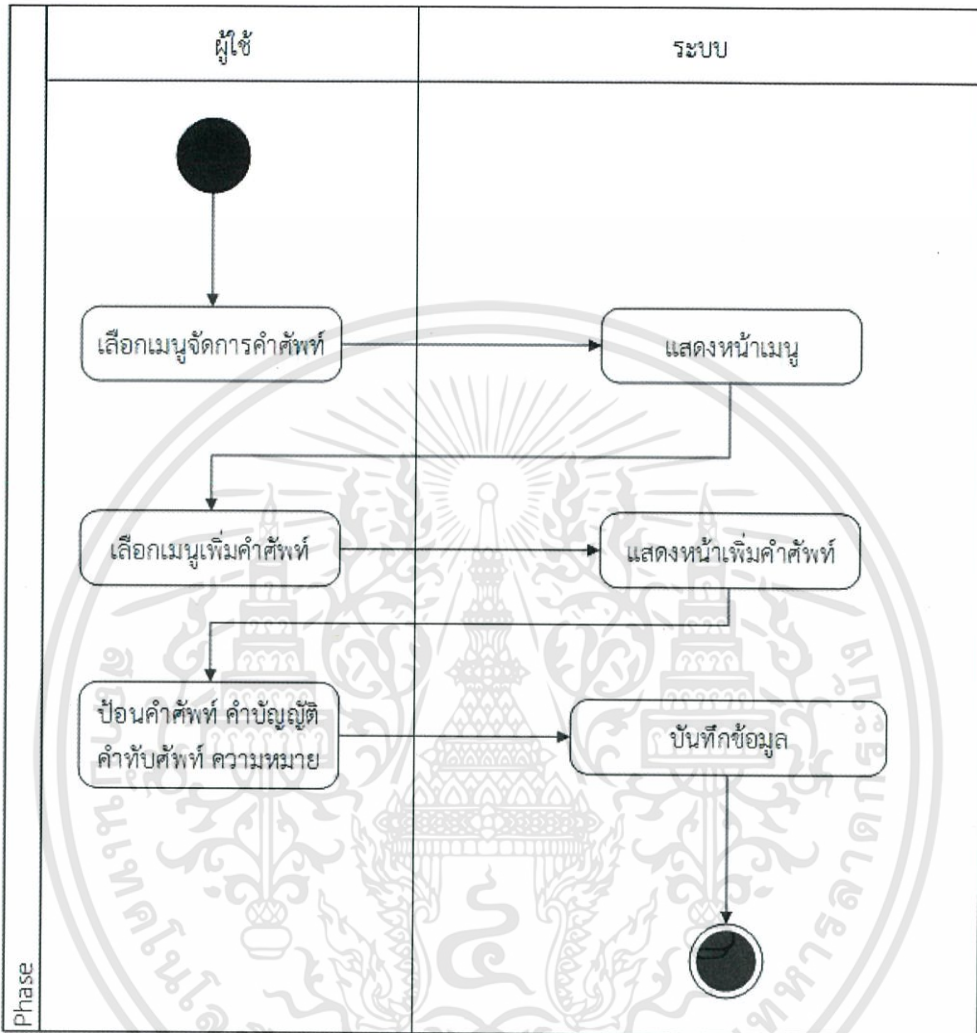 ผู้ใช้
ระบบ
เลือกเมนูจัดการคำศัพท์
แสดงหน้าเมนู
เลือกเมนูเพิ่มคำศัพท์
แสดงหน้าเพิ่มคำศัพท์
ป้อนคำศัพท์ คำบัญญัติ
คำทับศัพท์ ความหมาย
บันทึกข้อมูล
Phase